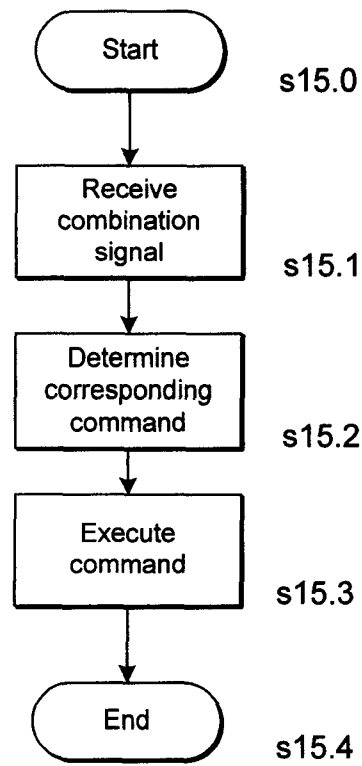 Start
s15.0
Receive
combination
signal
s15.1
Determine
corresponding
command
s15.2
Execute
command
s15.3
End
s15.4